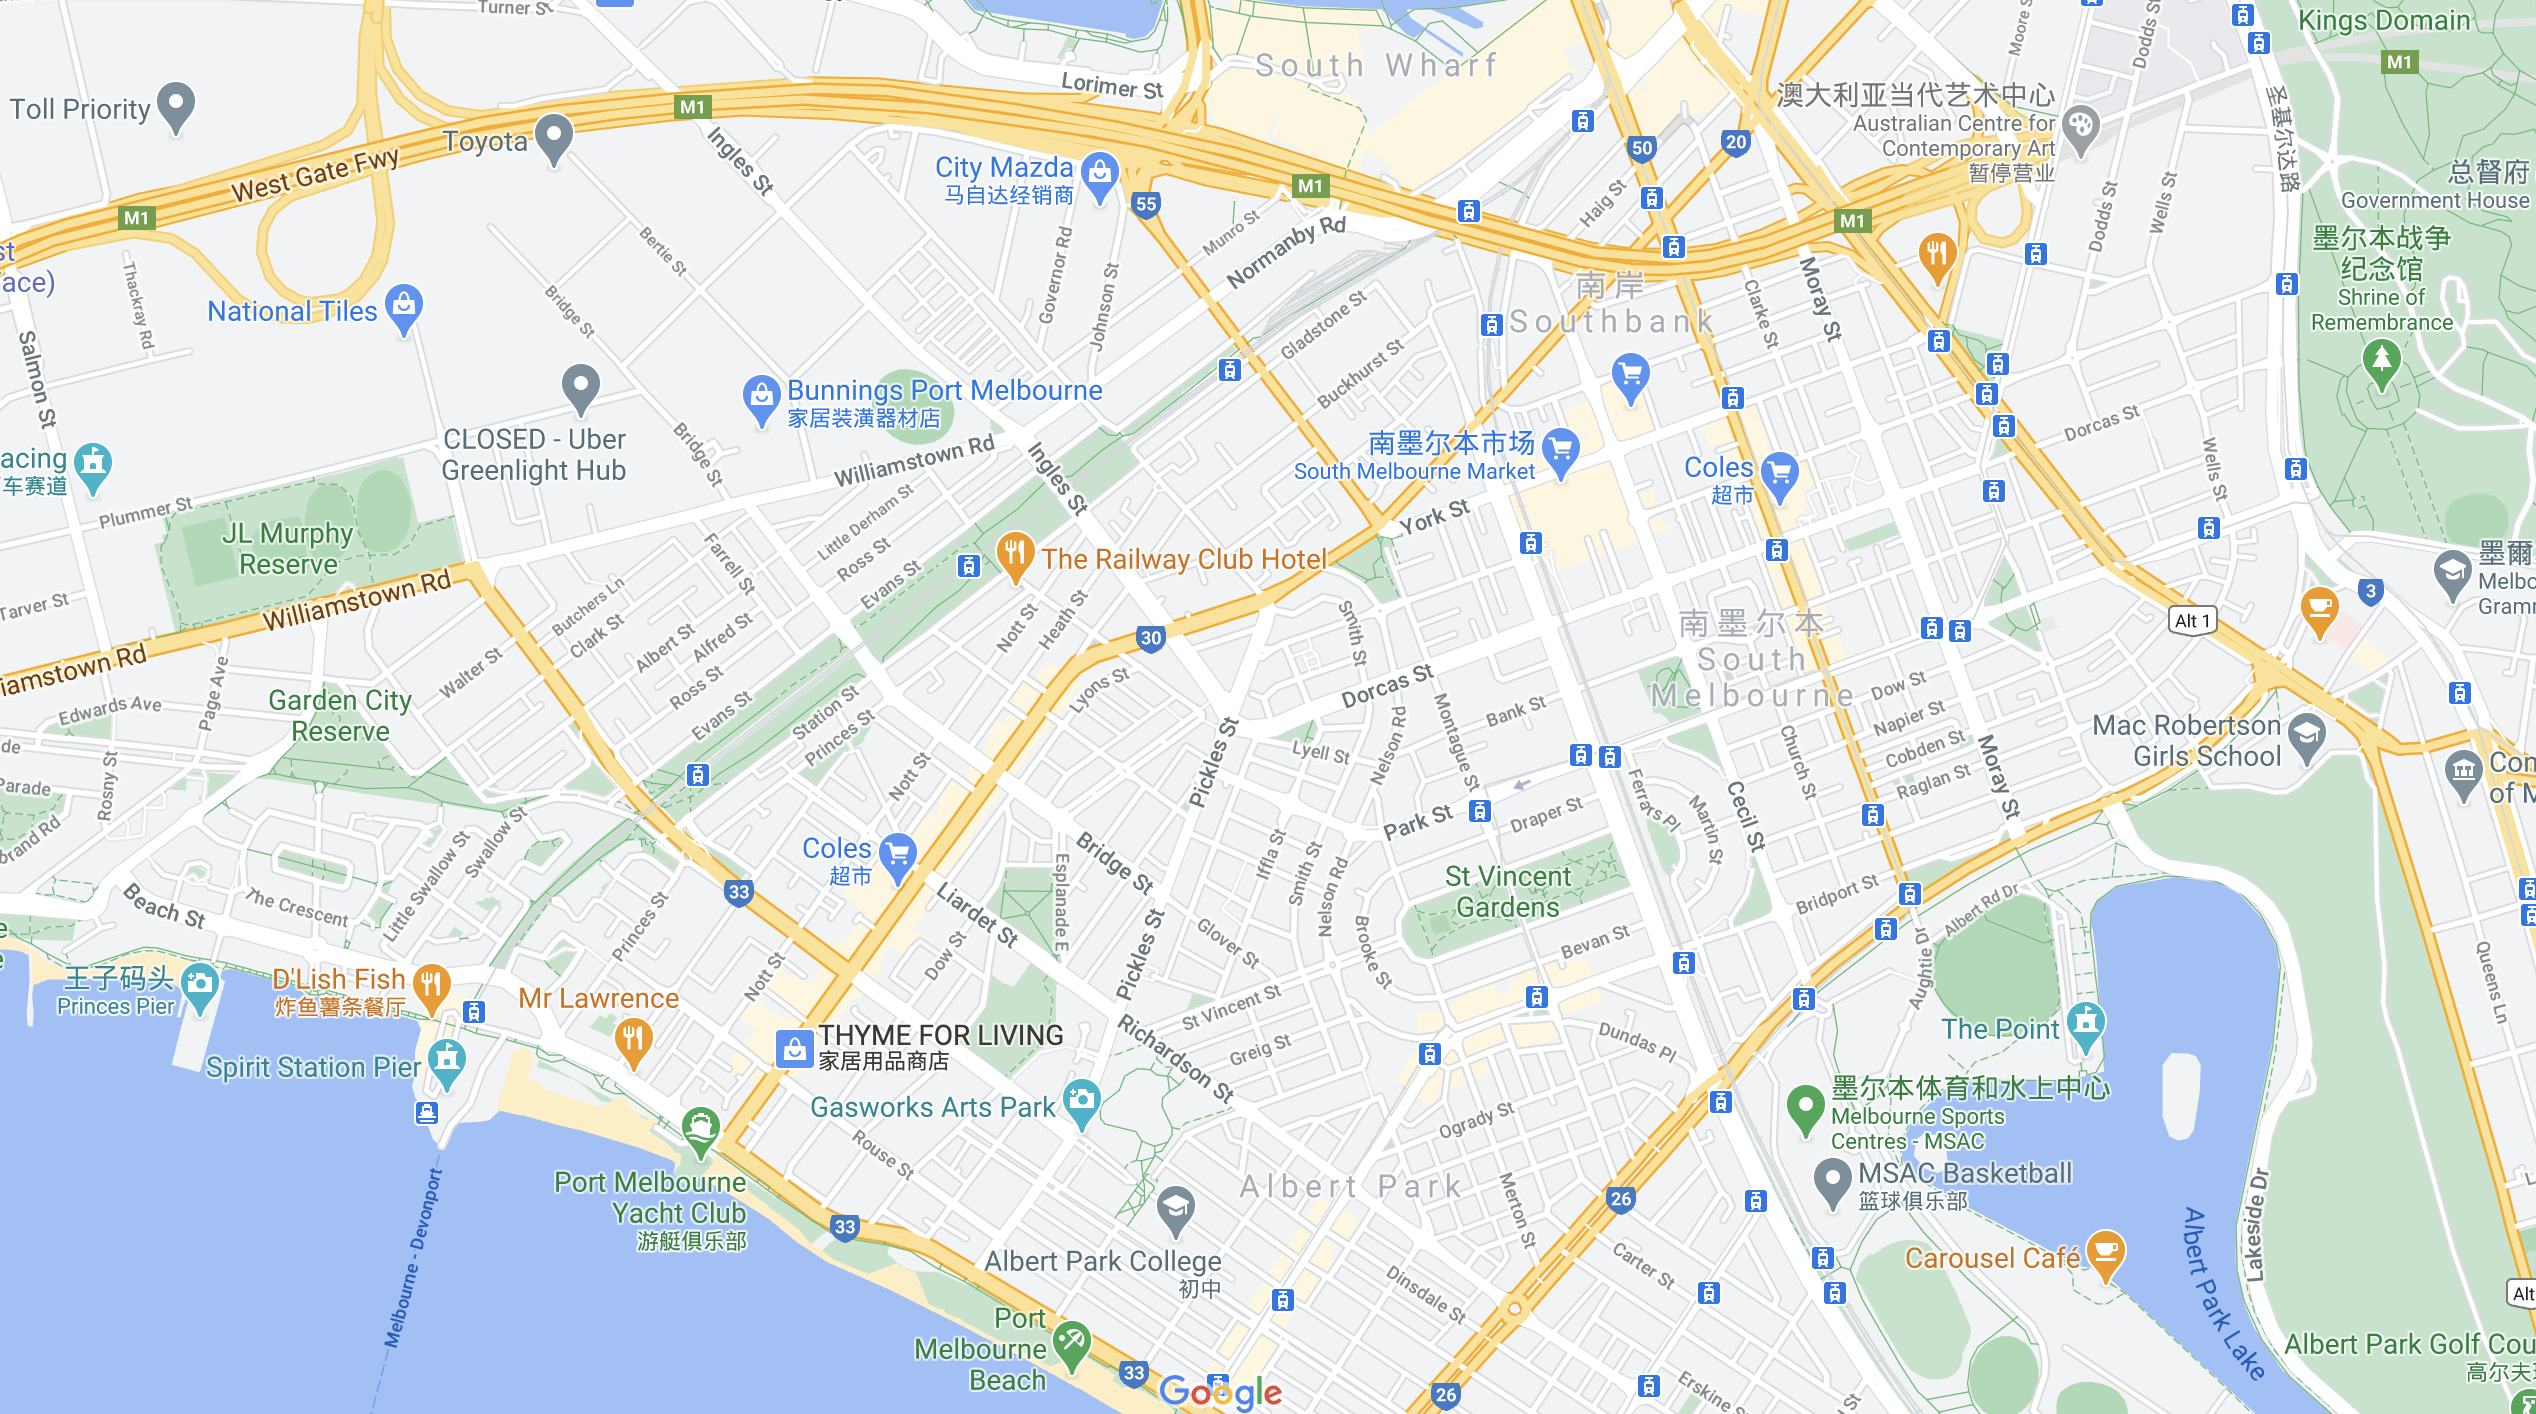 Turner St
Kings Domain
M1
Moore S
Dodds St
South Wharf
Lorimer St
M1
Toll Priority
Toyota
West Gate Fwy
M1
Ingles St
City Mazda
马自达经销商
55
M1
50
20
澳大利亚当代艺术中心
Australian Centre for
Contemporary Art
暂停营业
圣基尔达路
总督府
Government House
墨尔本战争
纪念馆
Shrine of
Remembrance
Haig St
Munro St
Normanby Rd
M1
Dodds St
Wells St
st
ace)
Thackray Rd
Bertie St
Bridge St
Governor Rd
Johnson St
Gladstone St
Buckhurst St
南岸
Southbank
Clarke St
Moray St
National Tiles
Salmon St
CLOSED - Uber
Greenlight Hub
Bunnings Port Melbourne
家居装潢器材店
Williamstown Rd
Ingles St
南墨尔本市场
South Melbourne Market
Coles
超市
Dorcas St
Wells St
acing
车赛道
Plummer St
JL Murphy
Reserve
Bridge St
Farrell St
Little Derham St
Ross St
Evans St
The Railway Club Hotel
York St
墨爾
Melbo
Gramm
3
Alt 1
Tarver St
Williamstown Rd
iamstown Rd
Butchers Ln
Clark St
Albert St
Alfred St
Ross St
Evans St
Walter St
Nott St
Heath St
30
Smith St
Dorcas St
南墨尔本
South
Melbourne
Edwards Ave
Page Ave
Garden City
Reserve
Station St
Princes St
Lyons St
Pickles St
Lyell St
Nelson Rd
Montague St
Bank St
Dow St
Napier St
Cobden St
Raglan St
Church St
Moray St
Mac Robertson
Girls School
Con
of M
de
Parade
Rosny St
brand Rd
Nott St
Park St
Draper St
Ferrars Pl
Martin St
Cecil St
Swallow St
Little Swallow St
The Crescent
Beach St
Princes St
33
Coles
超市
Liardet St
Esplanade E
Bridge St
Iffla St
Smith St
Nelson Rd
Brooke St
St Vincent
Gardens
Bridport St
Albert Rd Dr
Aughtie Dr
Queens Ln
Dow St
Pickles St
Glover St
Bevan St
e
e
王子码头
Princes Pier
D'Lish Fish
炸鱼薯条餐厅
Mr Lawrence
Nott St
THYME FOR LIVING
家居用品商店
St Vincent St
Richardson St
Greig St
Dundas Pl
The Point
Spirit Station Pier
Gasworks Arts Park
墨尔本体育和水上中心
Melbourne Sports
Centres - MSAC
Ogrady St
Rouse St
Port Melbourne
Yacht Club
游艇俱乐部
33
Albert Park
Merton St
26
MSAC Basketball
篮球俱乐部
Lakeside Dr
Melbourne - Devonport
Albert Park College
初中
Carter St
Dinsdale St
Carousel Café
Albert Park Lake
Alt
Port
Melbourne
Beach
33
Google
26
Erskine S
St
Albert Park Golf Cou
高尔夫